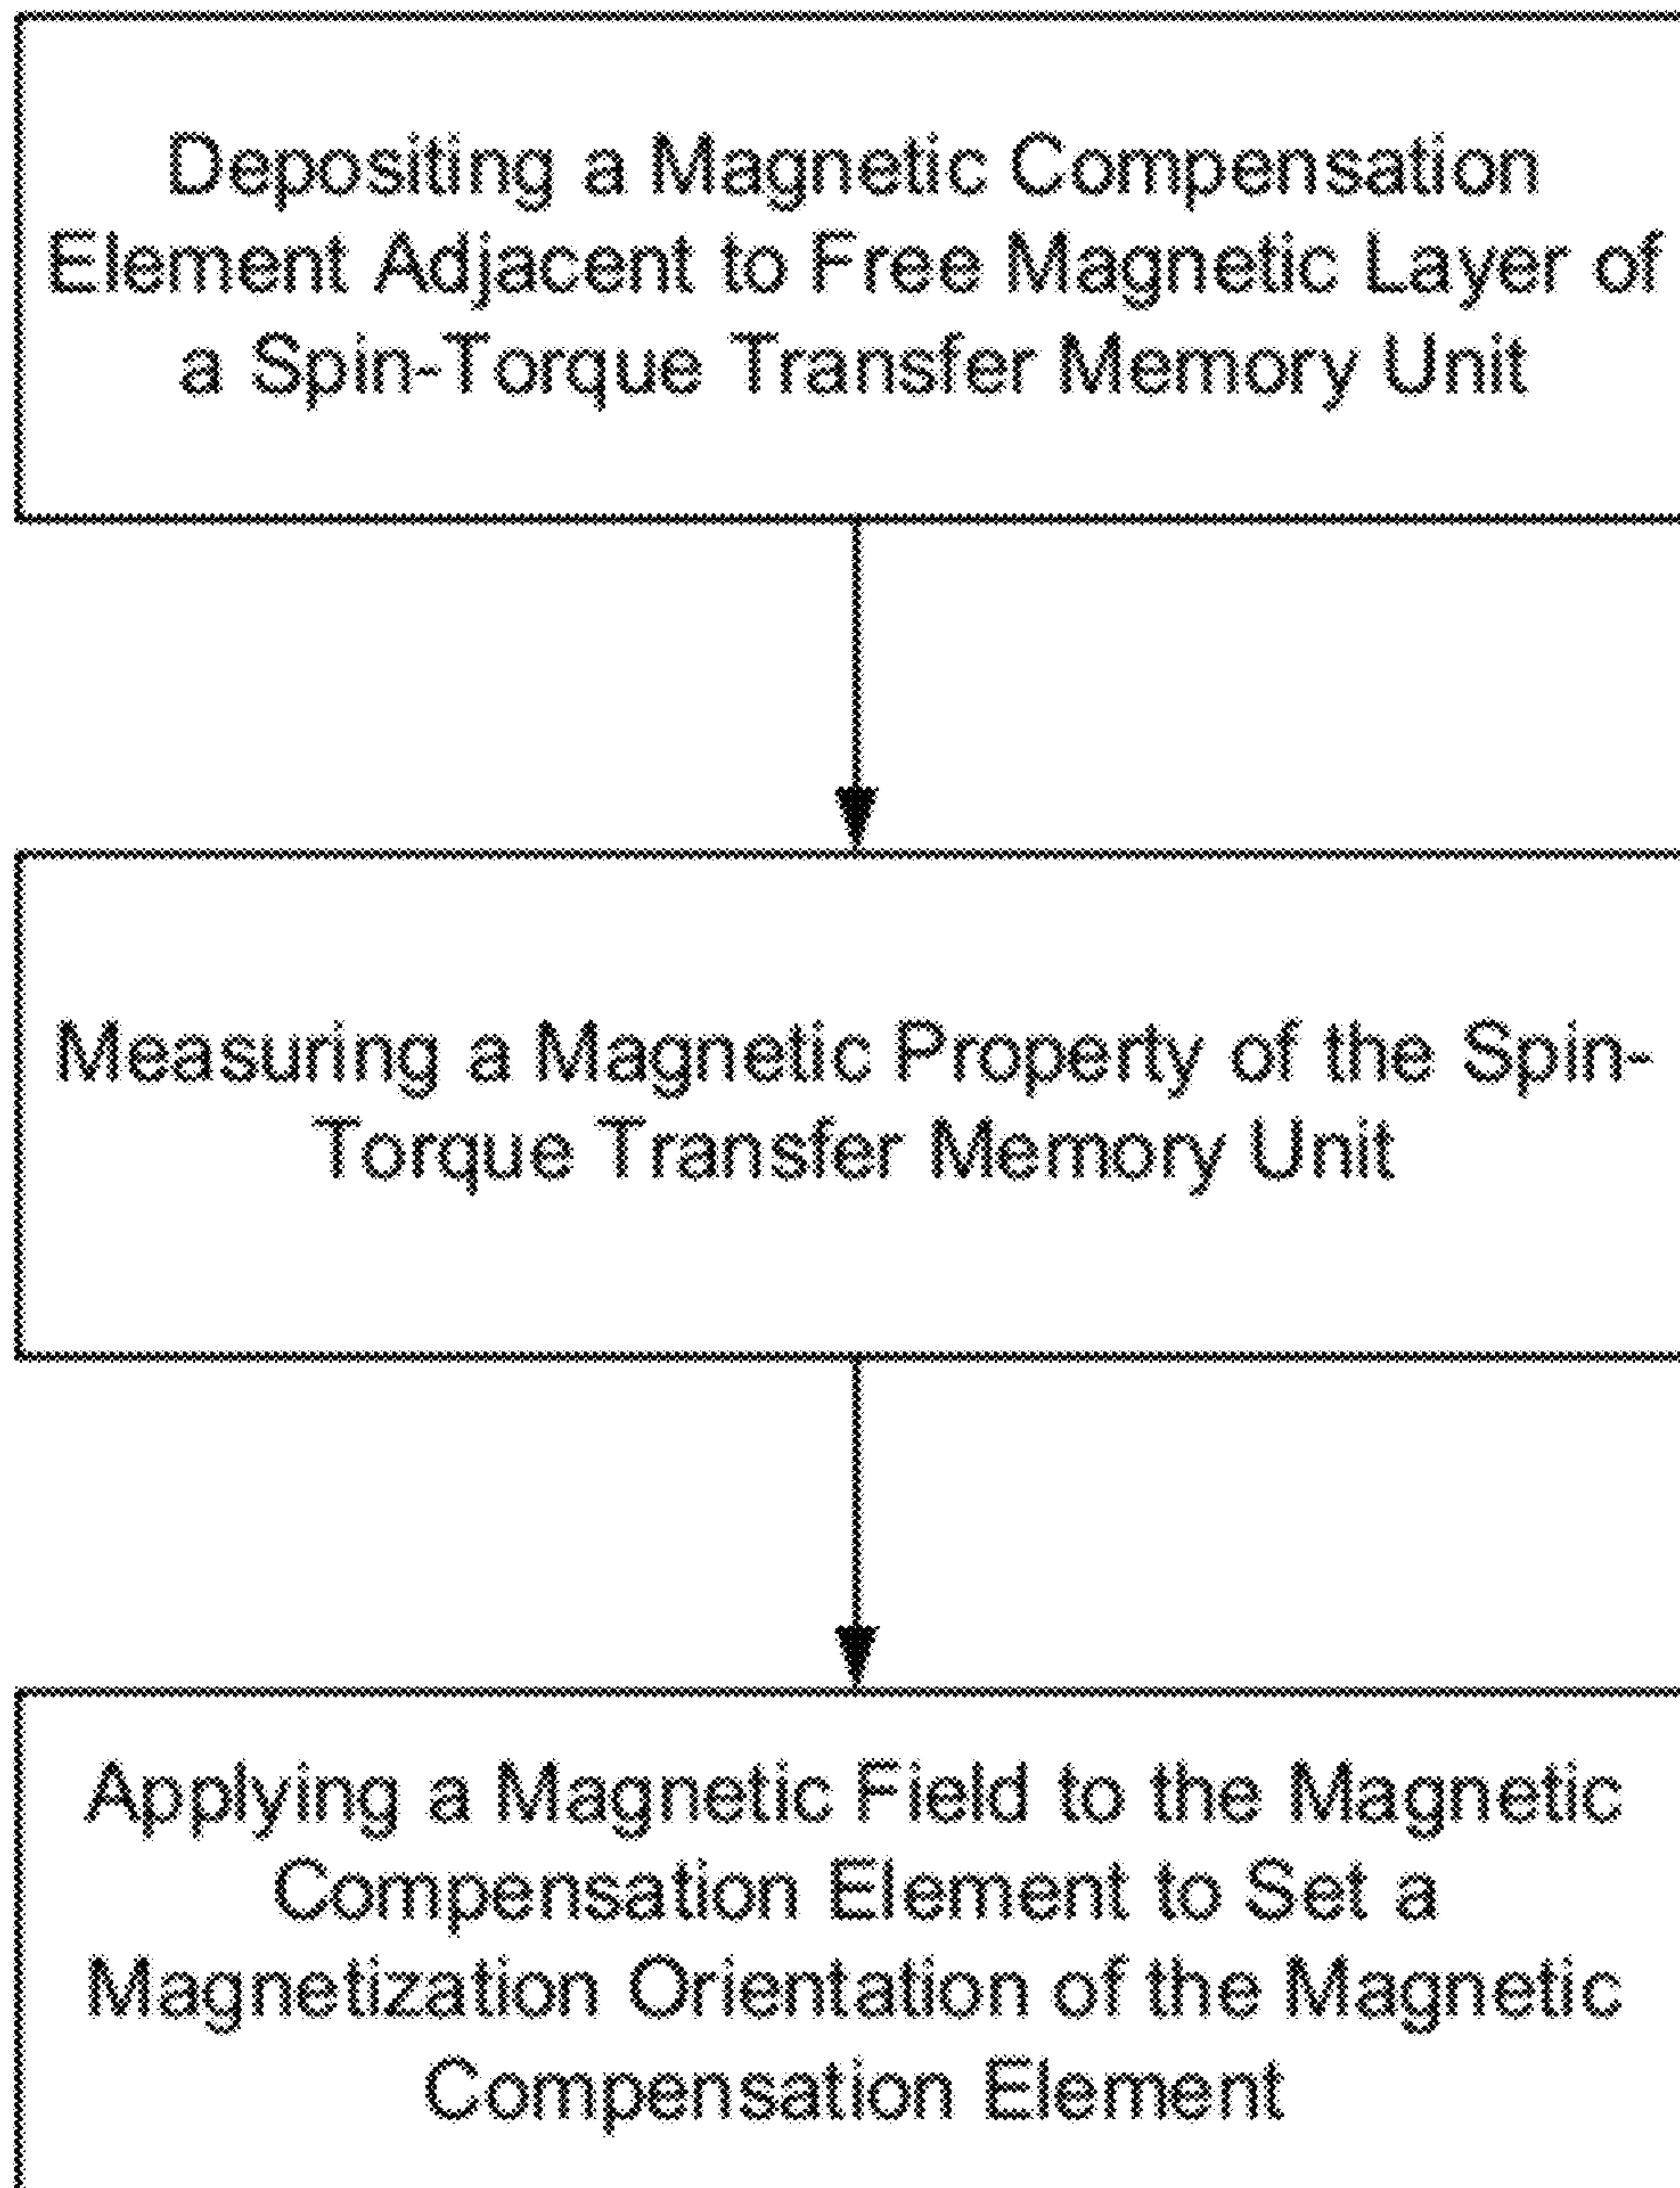 Depositing a Magnetic Compensation
Element Adjacent to Free Magnetic Layer of
a Spin-Torque Transfer Memory Unit
Measuring a Magnetic Property of the Spin-
Torque Transfer Memory Unit
Applying a Magnetic Field to the Magnetic
Compensation Element to Set a
Magnetization Orientation of the Magnetic
Compensation Element